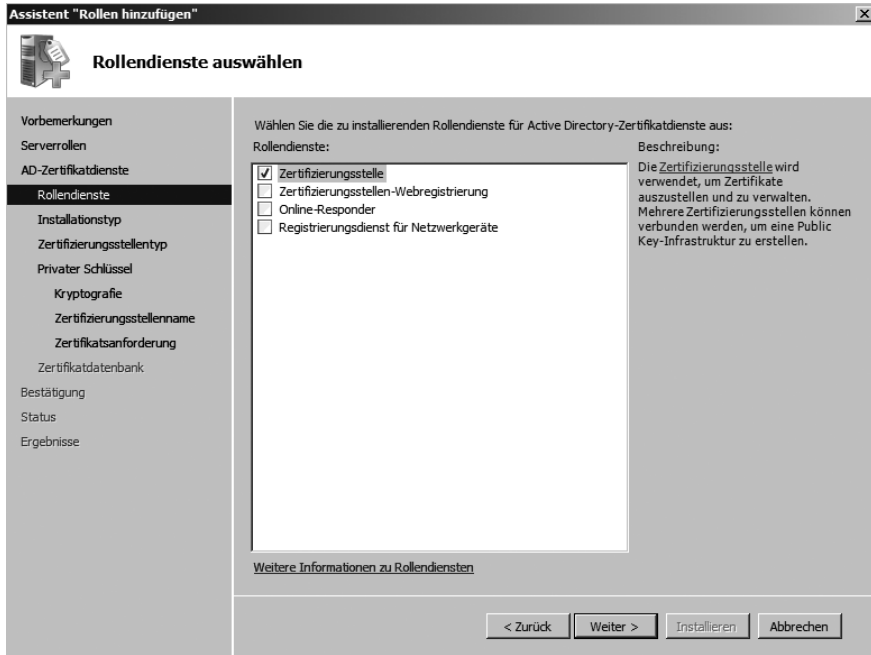 Assistent "Rollen hinzufügen"
Rollendienste auswählen
Vorbemerkungen
Serverrollen
AD-Zertifikatdienste
Rollendienste
Installationstyp
Zertifizierungsstellentyp
Privater Schlüssel
Kryptografie
Zertifizierungsstellenname
Zertifikatsanforderung
Zertifikatdatenbank
Bestätigung
Status
Ergebnisse
Wählen Sie die zu installierenden Rollendienste für Active Directory-Zertifikatdienste aus:
Rollendienste:
Zertifizierungsstelle
Zertifizierungsstellen-Webregistrierung
Online-Responder
Registrierungsdienst für Netzwerkgeräte
Weitere Informationen zu Rollendiensten
Beschreibung:
Die Zertifizierungsstelle wird
verwendet, um Zertifikate
auszustellen und zu verwalten.
Mehrere Zertifizierungsstellen können
verbunden werden, um eine Public
Key-Infrastruktur zu erstellen.
< Zurück
Weiter >
Installieren
Abbrechen